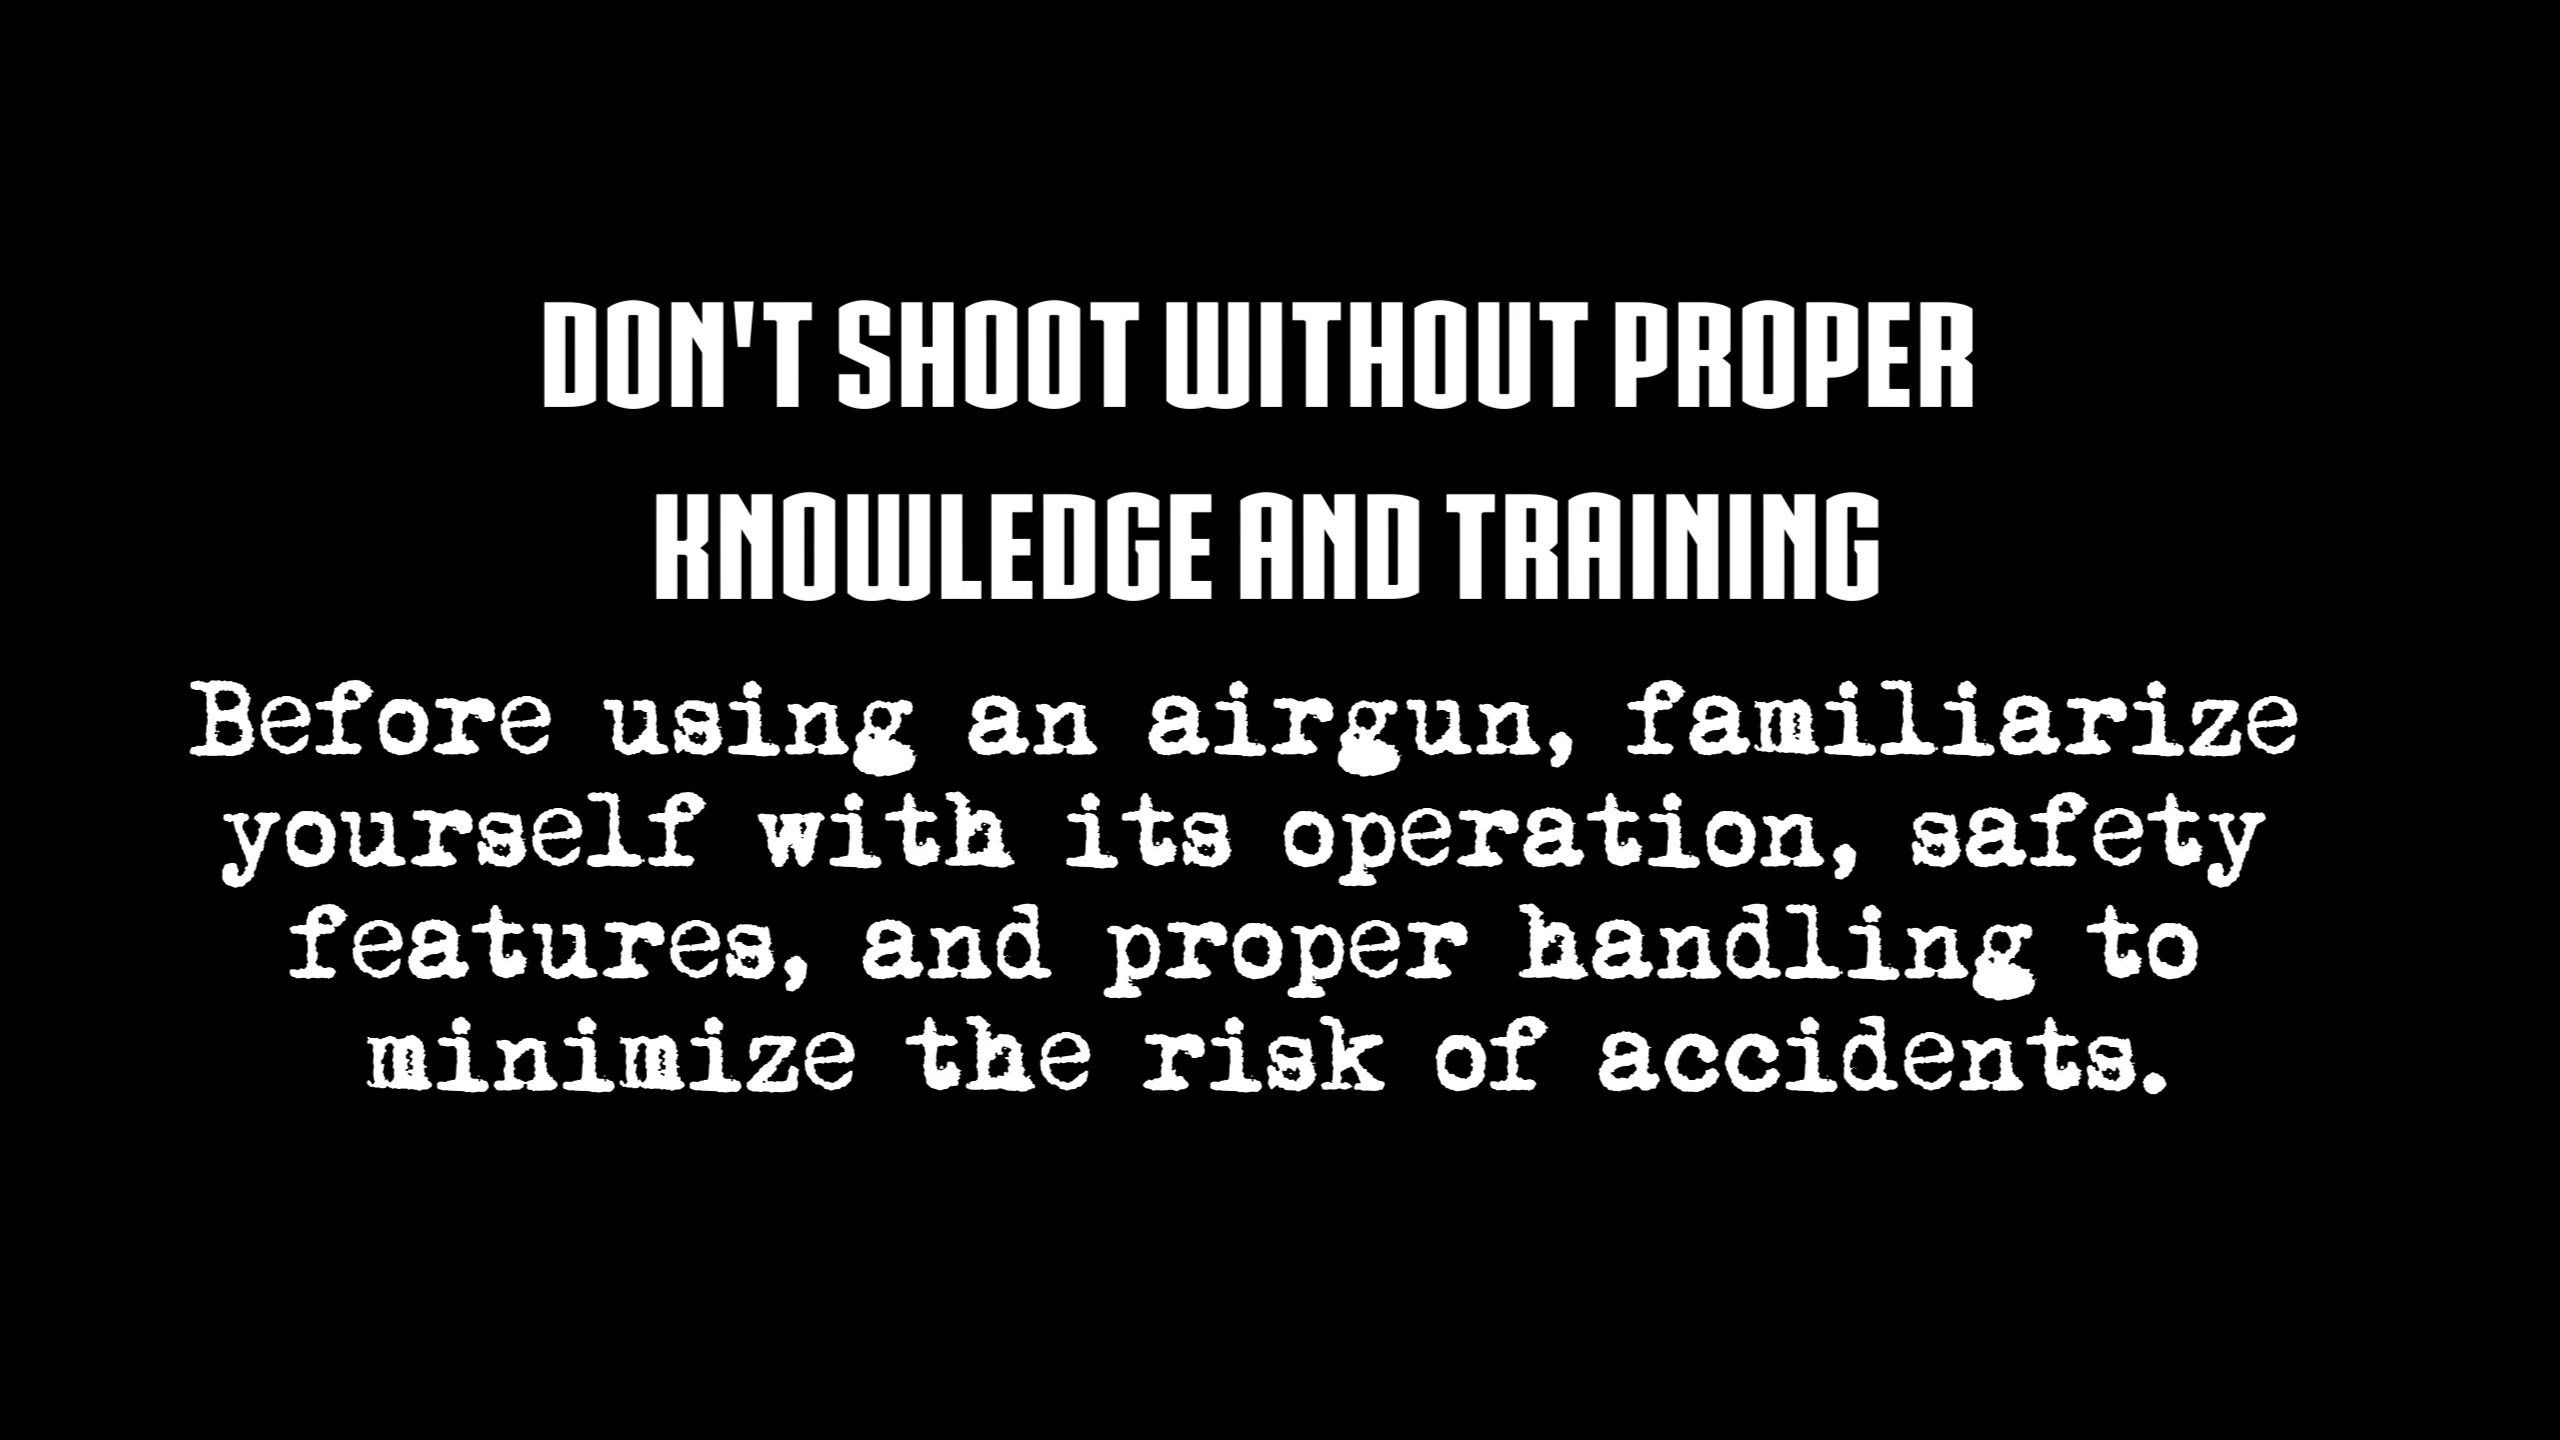 DON'T SHOOT WITHOUT PROPER
KNOWLEDGE AND TRAINING
Before using an airgun, familiarize
yourself with its operation, safety
features, and proper handling to
minimize the risk of accidents.